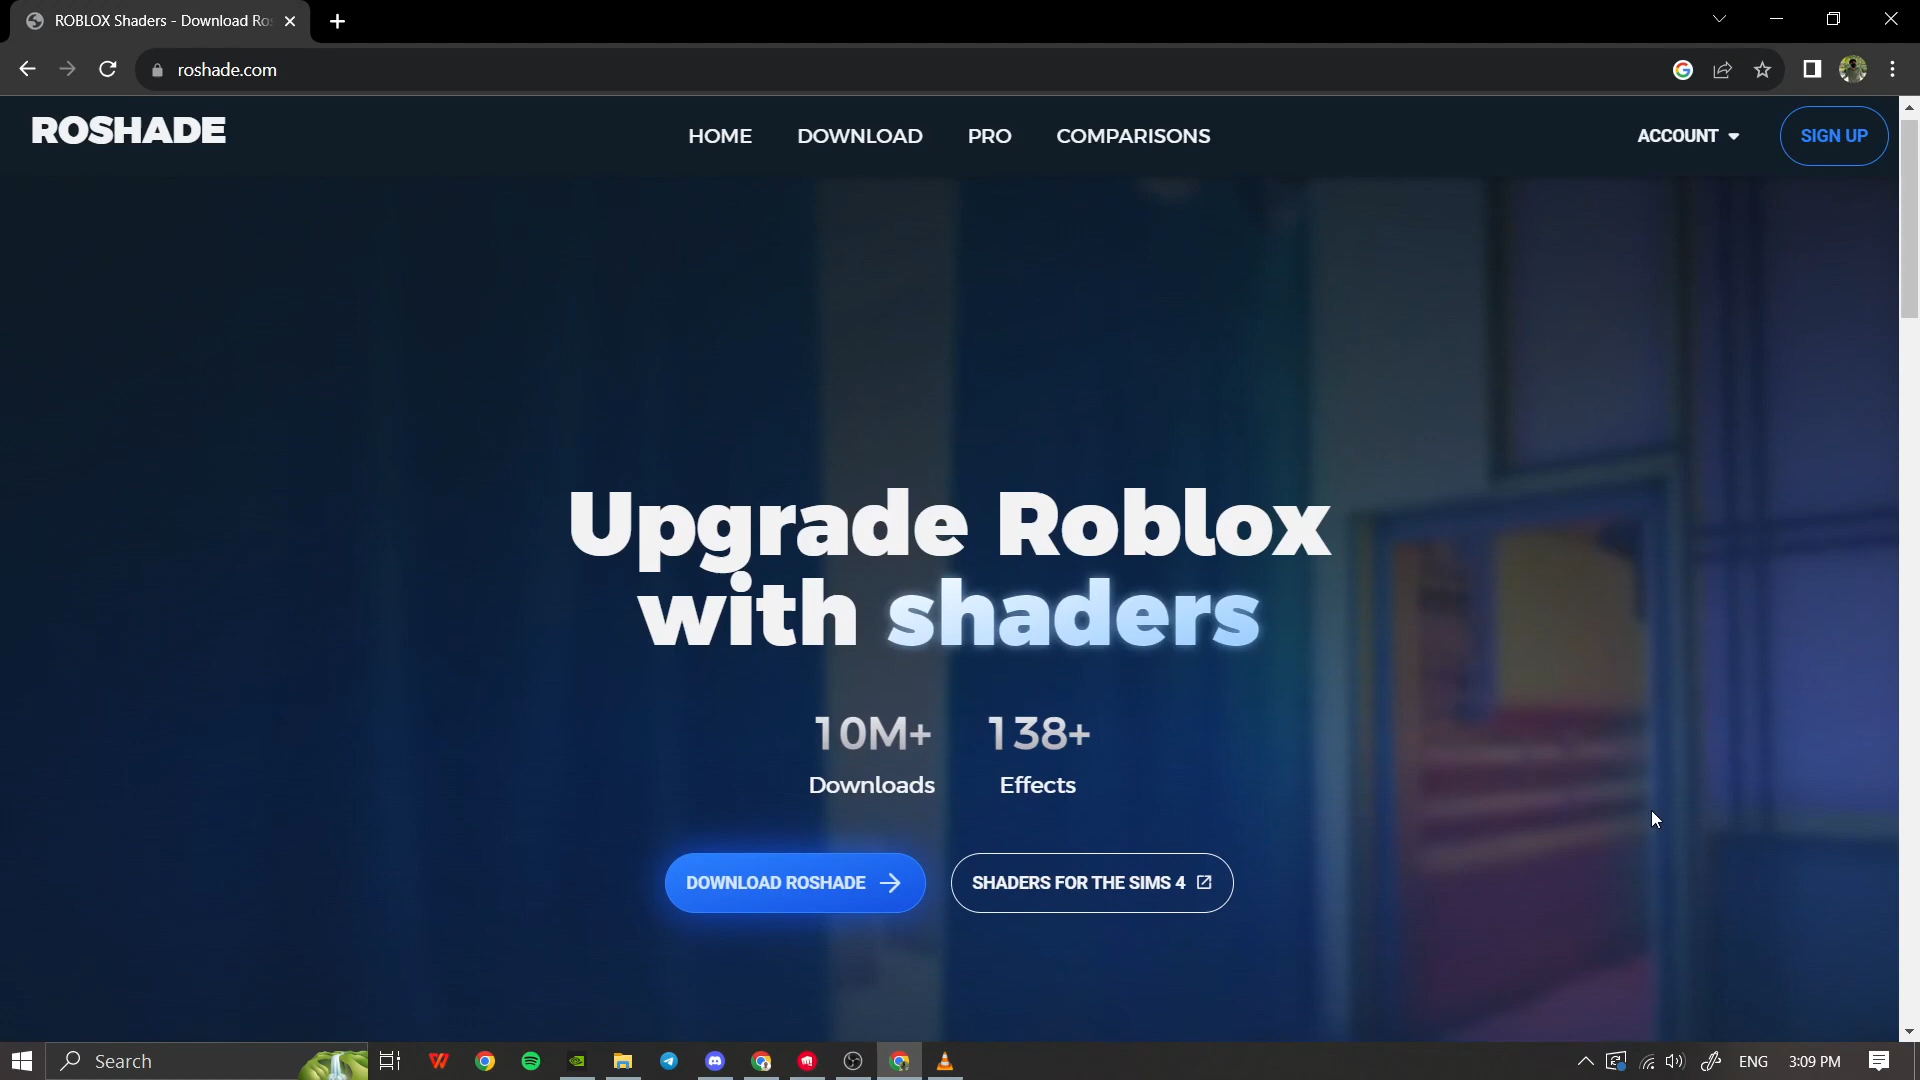 ROBLOX Shaders - Download Ros
roshade.com
ROSHADE
HOME
DOWNLOAD
PRO
COMPARISONS
ACCOUNT
SIGN UP
Upgrade Roblox
with shaders
10M+
138+
Downloads
Effects
DOWNLOAD ROSHADE
SHADERS FOR THE SIMS 4
Search
ENG
3:09 PM